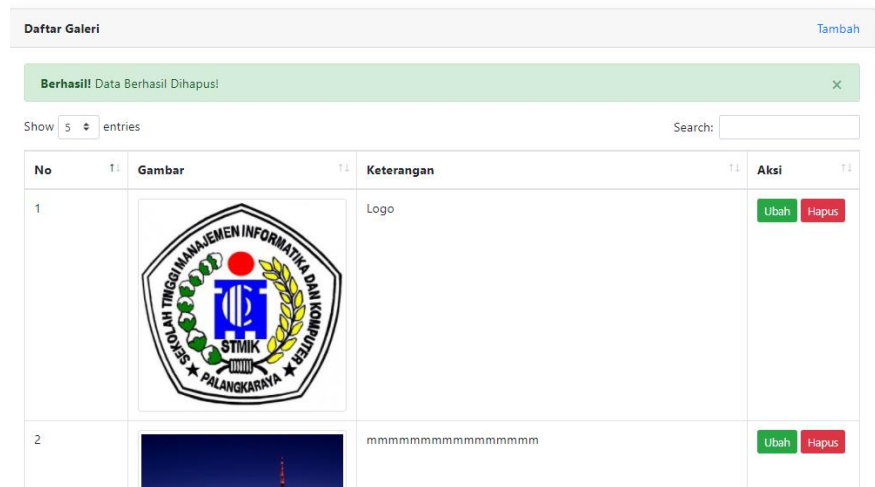 Daftar Galeri Tambah
Berhasil! Data Berhasil Dihapus! ×
Show 5 entries Search:
No Gambar Keterangan Aksi
1 Logo Ubah Hapus
SEKOLAH TINGGI MANAJEMEN INFORMATIKA DAN KOMPUTER
STMIK
PALANGKARAYA
2 mmmmmmmmmmmmmmmm Ubah Hapus